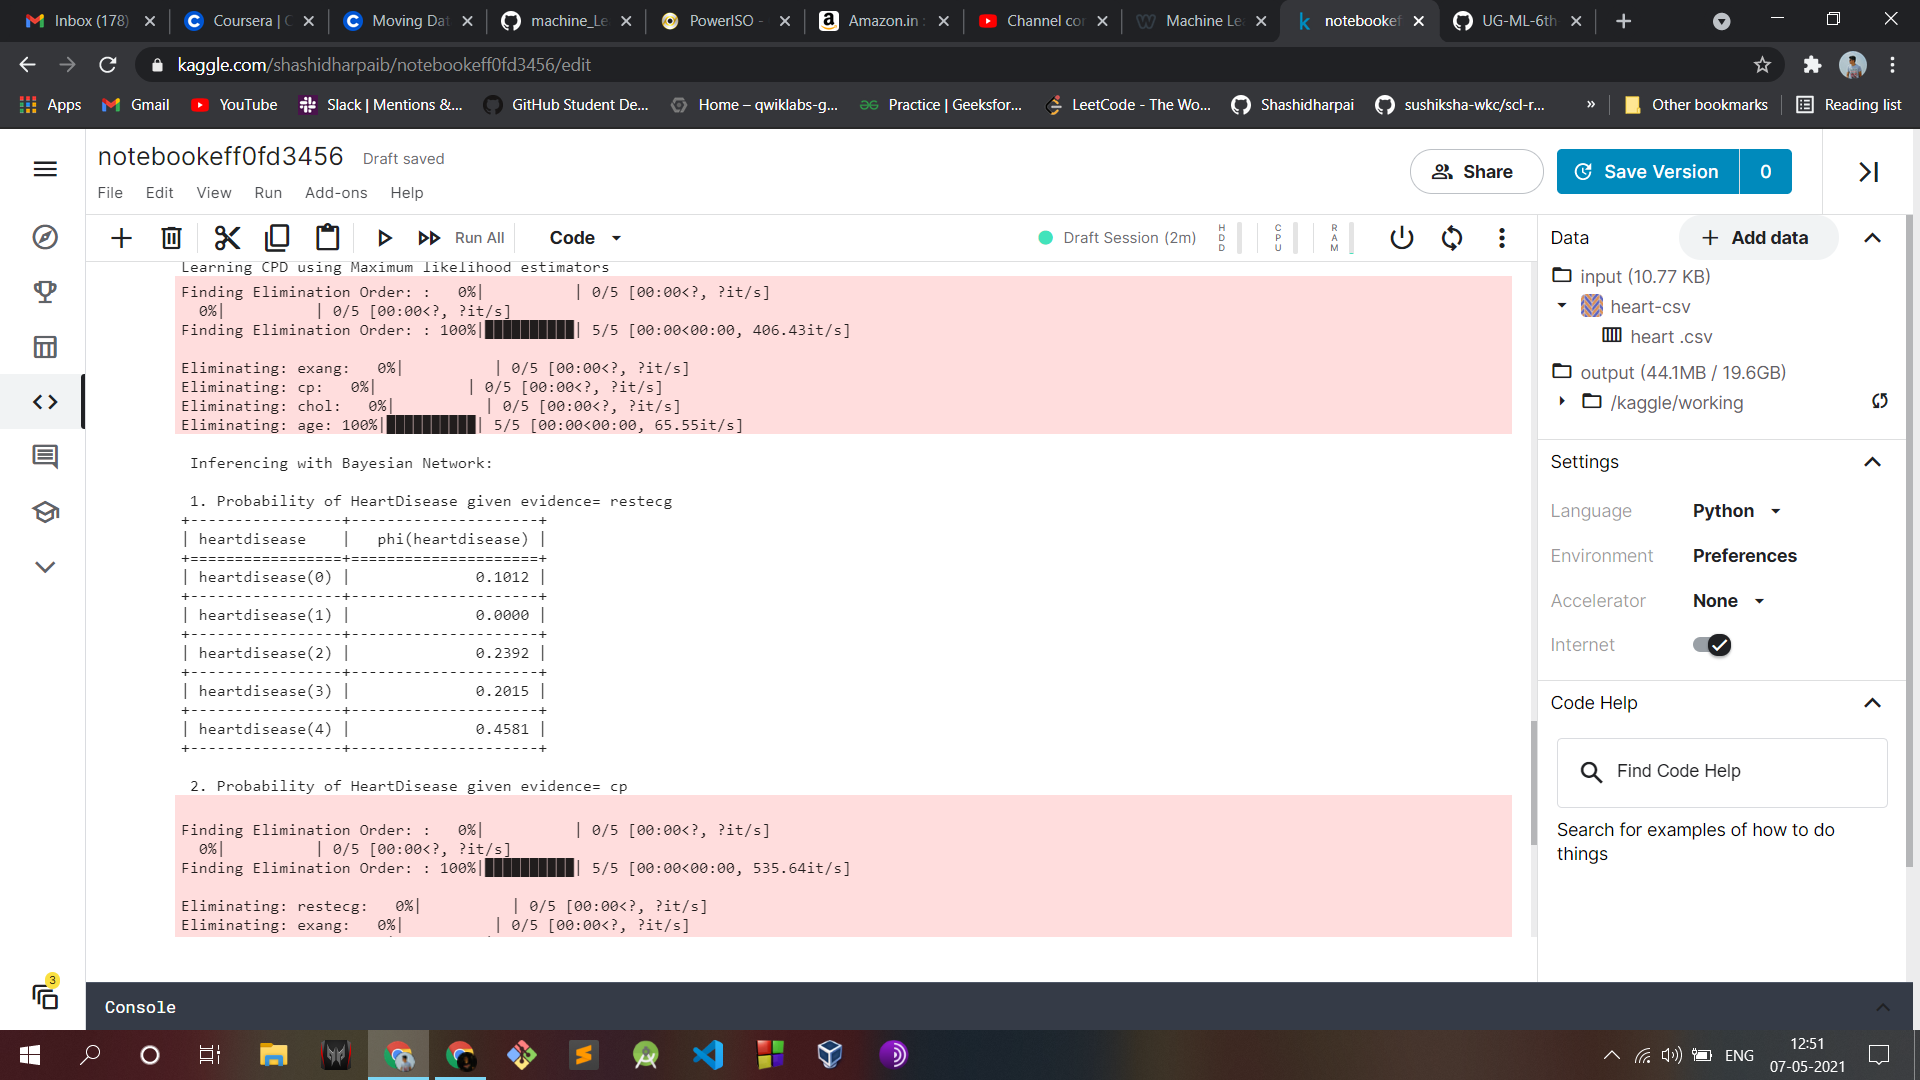 Inbox (178)
Coursera | C
Moving Dat
machine_Le
PowerISO -
Amazon.in :
Channel cor
Machine Le
notebookef
UG-ML-6th
kaggle.com/shashidharpaib/notebookeff0fd3456/edit
Apps
Gmail
YouTube
Slack | Mentions &...
GitHub Student De...
Home – qwiklabs-g...
Practice | Geeksfor...
LeetCode - The Wo...
Shashidharpai
sushiksha-wkc/scl-r...
»
Other bookmarks
Reading list
notebookeff0fd3456
Draft saved
File Edit View Run Add-ons Help
Share
Save Version
0
Run All
Code
Draft Session (2m)
HDD
CPU
RAM
Learning CPD using Maximum likelihood estimators
Finding Elimination Order: :   0%|          | 0/5 [00:00<?, ?it/s]
0%|          | 0/5 [00:00<?, ?it/s]
Finding Elimination Order: : 100%|██████████| 5/5 [00:00<00:00, 406.43it/s]
Eliminating: exang:   0%|          | 0/5 [00:00<?, ?it/s]
Eliminating: cp:   0%|          | 0/5 [00:00<?, ?it/s]
Eliminating: chol:   0%|          | 0/5 [00:00<?, ?it/s]
Eliminating: age: 100%|██████████| 5/5 [00:00<00:00, 65.55it/s]
Inferencing with Bayesian Network:
1. Probability of HeartDisease given evidence= restecg
+-----------------+---------------------+
| heartdisease    |   phi(heartdisease) |
+=================+=====================+
| heartdisease(0) |              0.1012 |
+-----------------+---------------------+
| heartdisease(1) |              0.0000 |
+-----------------+---------------------+
| heartdisease(2) |              0.2392 |
+-----------------+---------------------+
| heartdisease(3) |              0.2015 |
+-----------------+---------------------+
| heartdisease(4) |              0.4581 |
+-----------------+---------------------+
2. Probability of HeartDisease given evidence= cp
Finding Elimination Order: :   0%|          | 0/5 [00:00<?, ?it/s]
0%|          | 0/5 [00:00<?, ?it/s]
Finding Elimination Order: : 100%|██████████| 5/5 [00:00<00:00, 535.64it/s]
Eliminating: restecg:   0%|          | 0/5 [00:00<?, ?it/s]
Eliminating: exang:   0%|          | 0/5 [00:00<?, ?it/s]
Data
Add data
input (10.77 KB)
heart-csv
heart .csv
output (44.1MB / 19.6GB)
/kaggle/working
Settings
Language Python
Environment Preferences
Accelerator None
Internet
Code Help
Find Code Help
Search for examples of how to do
things
3
Console
ENG
12:51
07-05-2021